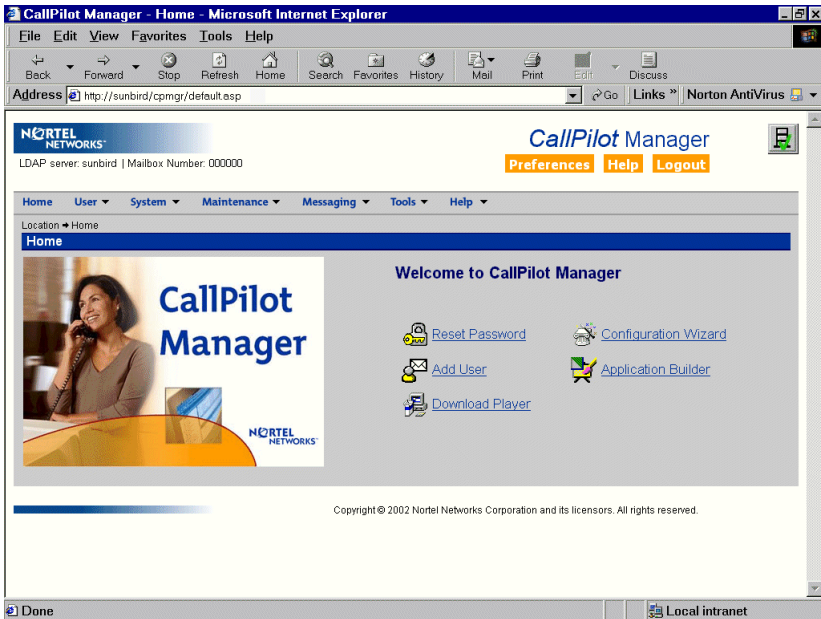 CallPilot Manager - Home - Microsoft Internet Explorer
File Edit View Favorites Tools Help
Back Forward Stop Refresh Home Search Favorites History Mail Print Edit Discuss
Address http://sunbird/cpmgr/default.asp Go Links » Norton AntiVirus
NORTEL
NETWORKS™
CallPilot Manager
LDAP server: sunbird | Mailbox Number: 000000
Preferences Help Logout
Home User System Maintenance Messaging Tools Help
Location ➔ Home
Home
Welcome to CallPilot Manager
CallPilot
Manager
NORTEL
NETWORKS™
Reset Password Configuration Wizard
Add User Application Builder
Download Player
Copyright © 2002 Nortel Networks Corporation and its licensors. All rights reserved.
Done Local intranet